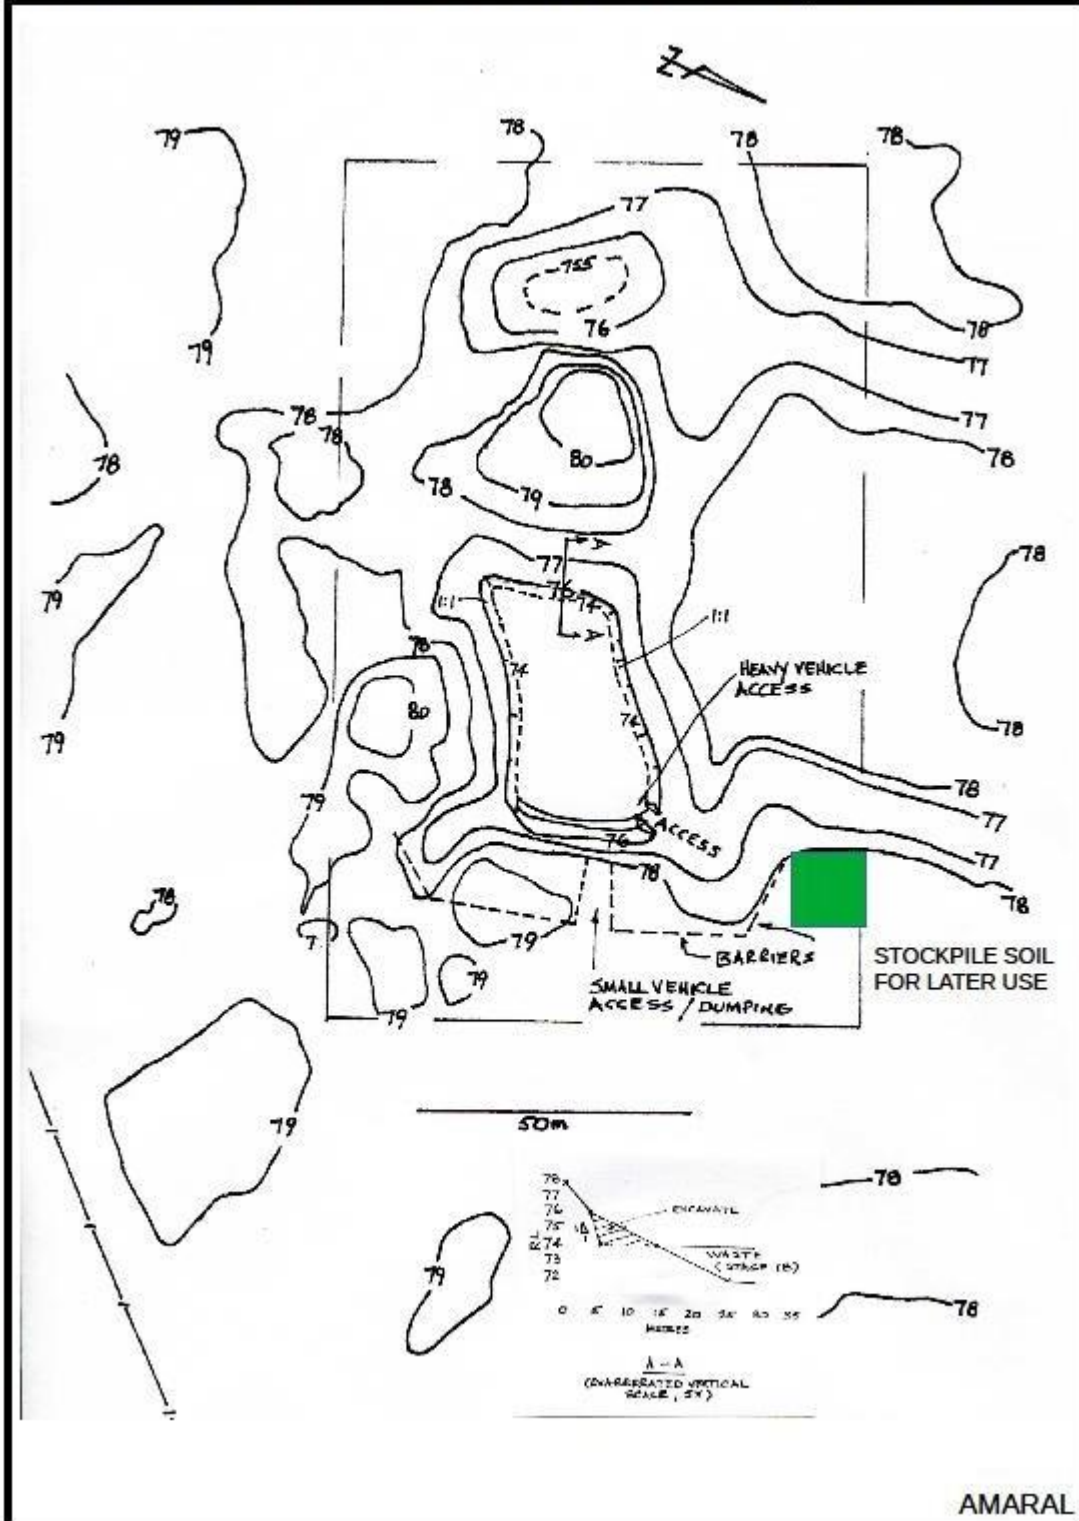 Z
79
78
78
78
77
755
76
79
78
77
78
78
77
78
80
78
78
79
77
78
79
76
74
1:1
1:1
78
74
HEAVY VEHICLE
ACCESS
80
74
79
78
79
78
77
ACCESS
76
77
78
78
78
7
79
BARRIERS
STOCKPILE SOIL
FOR LATER USE
79
SMALL VEHICLE
ACCESS / DUMPING
79
50m
79
78
78
77
76
EXCAVATE
75
74
WASTE
(STAGE 1B)
73
72
79
78
0 5 10 15 20 25 30 35
METRES
A-A
(EXAGGERATED VERTICAL
SCALE, 5X)
AMARAL